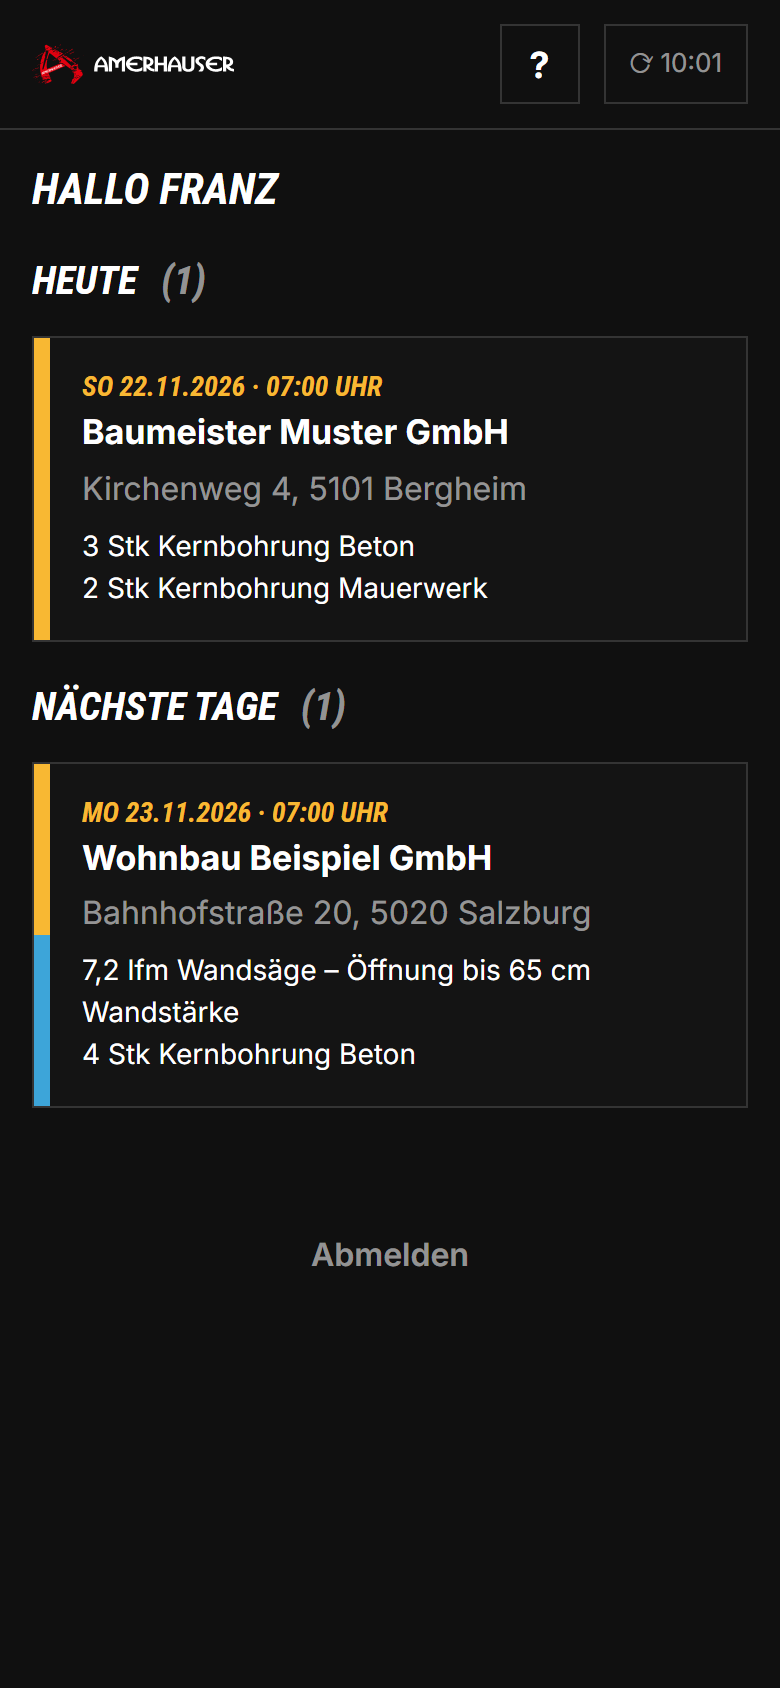 AMERHAUSER
?
⟳ 10:01
HALLO FRANZ
HEUTE (1)
SO 22.11.2026 · 07:00 UHR
Baumeister Muster GmbH
Kirchenweg 4, 5101 Bergheim
3 Stk Kernbohrung Beton
2 Stk Kernbohrung Mauerwerk
NÄCHSTE TAGE (1)
MO 23.11.2026 · 07:00 UHR
Wohnbau Beispiel GmbH
Bahnhofstraße 20, 5020 Salzburg
7,2 lfm Wandsäge – Öffnung bis 65 cm
Wandstärke
4 Stk Kernbohrung Beton
Abmelden